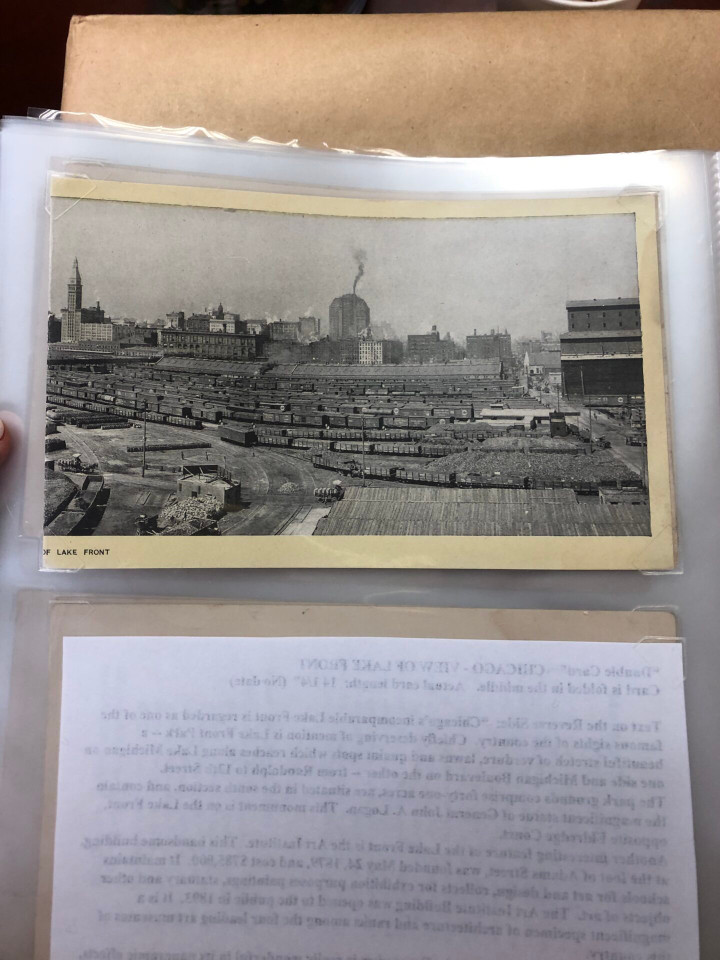 OF LAKE FRONT
"Double Card" "CHICAGO - VIEW OF LAKE FRONT
Card is folded in the middle. Actual card length: 14 1/4" (No date)
Text on the Reverse Side: "Chicago's incomparable Lake Front is regarded as one of the
famous sights of the country. Chiefly deserving of mention is Lake Front Park -- a
beautiful stretch of verdure, lawns and quaint spots which reaches along Lake Michigan on
one side and Michigan Boulevard on the other -- from Randolph to 12th Street.
The park grounds comprise forty-one acres, are situated in the south section, and contain
the magnificent statue of General John A. Logan. This monument is on the Lake Front,
opposite Eldredge Court.
Another interesting feature of the Lake Front is the Art Institute. This handsome building,
at the foot of Adams Street, was founded May 24, 1879, and cost $785,000. It maintains
schools for art and design, collects for exhibition purposes paintings, statuary and other
objects of art. The Art Institute Building was opened to the public in 1893. It is a
magnificent specimen of architecture and ranks among the four leading art museums of